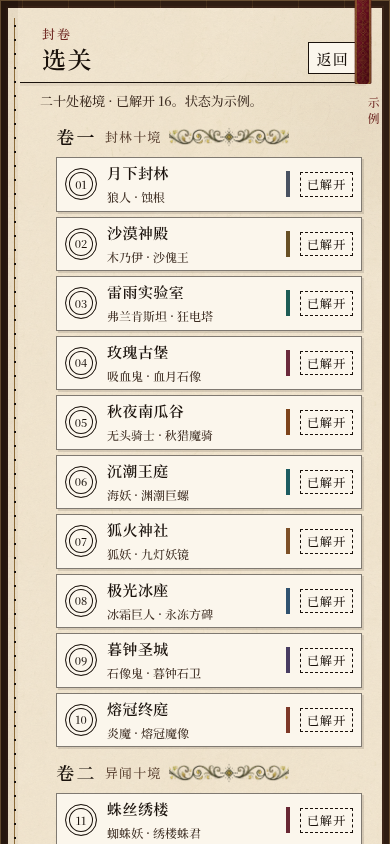 封卷
选关
返回
示例
二十处秘境·已解开 16。状态为示例。
卷一 封林十境
01 月下封林 已解开
狼人·蚀根
02 沙漠神殿 已解开
木乃伊·沙傀王
03 雷雨实验室 已解开
弗兰肯斯坦·狂电塔
04 玫瑰古堡 已解开
吸血鬼·血月石像
05 秋夜南瓜谷 已解开
无头骑士·秋猎魔骑
06 沉潮王庭 已解开
海妖·渊潮巨螺
07 狐火神社 已解开
狐妖·九灯妖镜
08 极光冰座 已解开
冰霜巨人·永冻方碑
09 暮钟圣城 已解开
石像鬼·暮钟石卫
10 熔冠终庭 已解开
炎魔·熔冠魔像
卷二 异闻十境
11 蛛丝绣楼 已解开
蜘蛛妖·绣楼蛛君